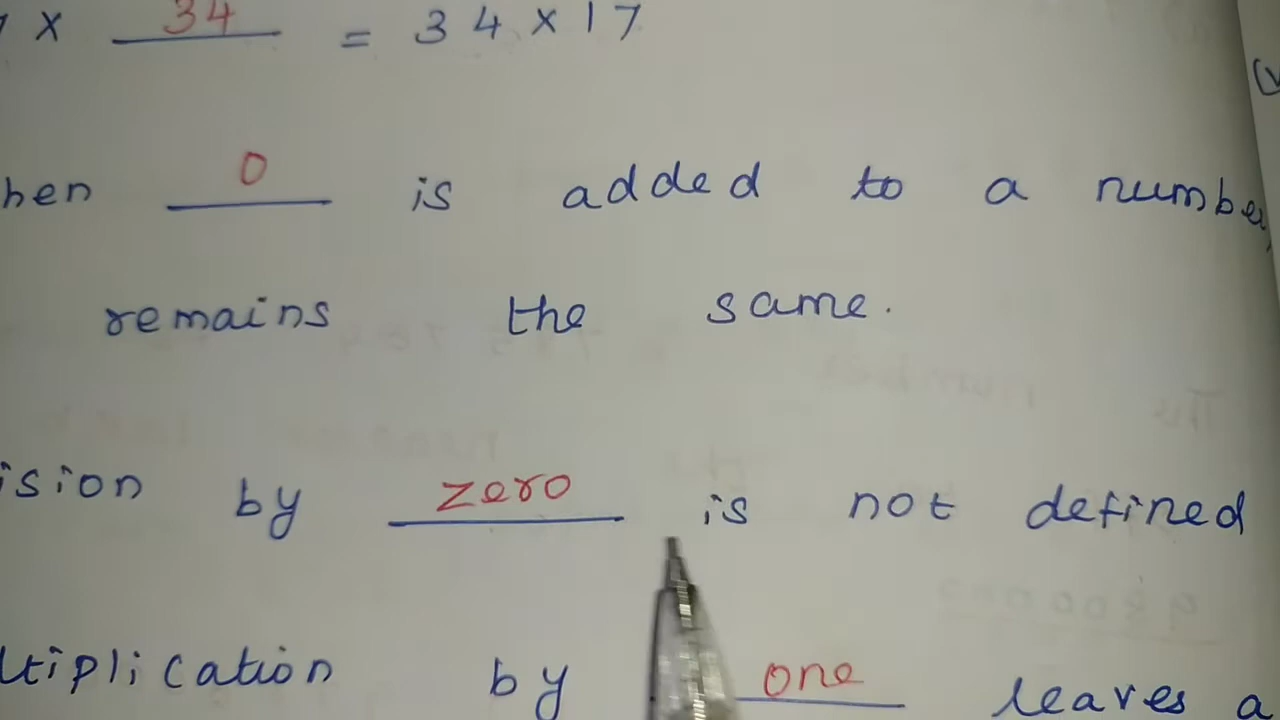 x 34 = 34 x 17
hen 0 is added to a number
remains the same.
ision by zero is not defined
ltiplication by one leaves a